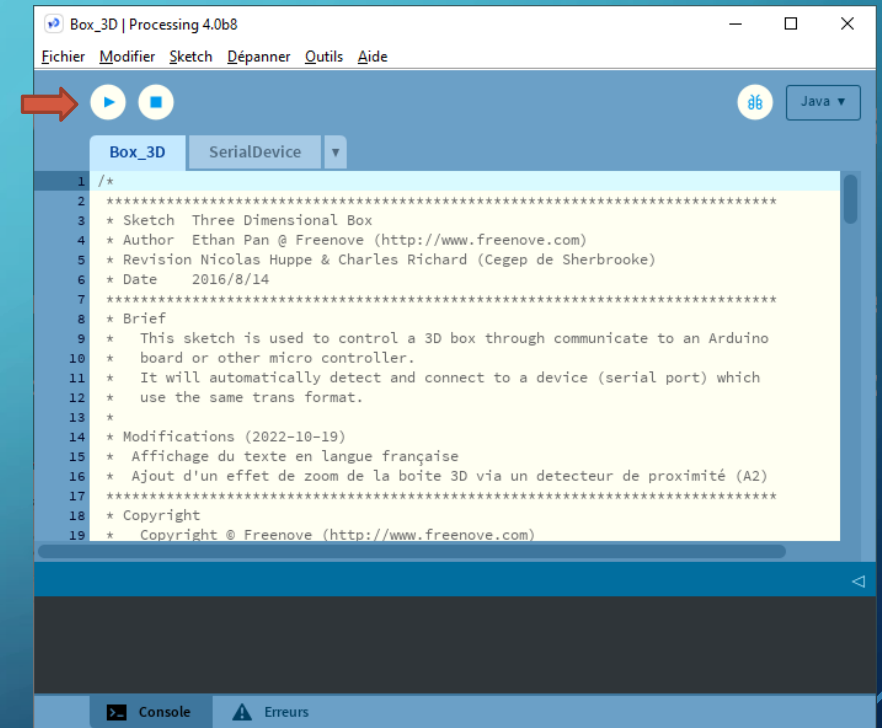 Box_3D | Processing 4.0b8
Fichier Modifier Sketch Dépanner Outils Aide
Java ▼
Box_3D SerialDevice ▼
1 /*
2 *****************************************************************************
3 * Sketch  Three Dimensional Box
4 * Author  Ethan Pan @ Freenove (http://www.freenove.com)
5 * Revision Nicolas Huppe & Charles Richard (Cegep de Sherbrooke)
6 * Date    2016/8/14
7 *****************************************************************************
8 * Brief
9 *   This sketch is used to control a 3D box through communicate to an Arduino
10 *   board or other micro controller.
11 *   It will automatically detect and connect to a device (serial port) which
12 *   use the same trans format.
13 *
14 * Modifications (2022-10-19)
15 *  Affichage du texte en langue française
16 *  Ajout d'un effet de zoom de la boite 3D via un detecteur de proximité (A2)
17 *****************************************************************************
18 * Copyright
19 *   Copyright © Freenove (http://www.freenove.com)
Console Erreurs